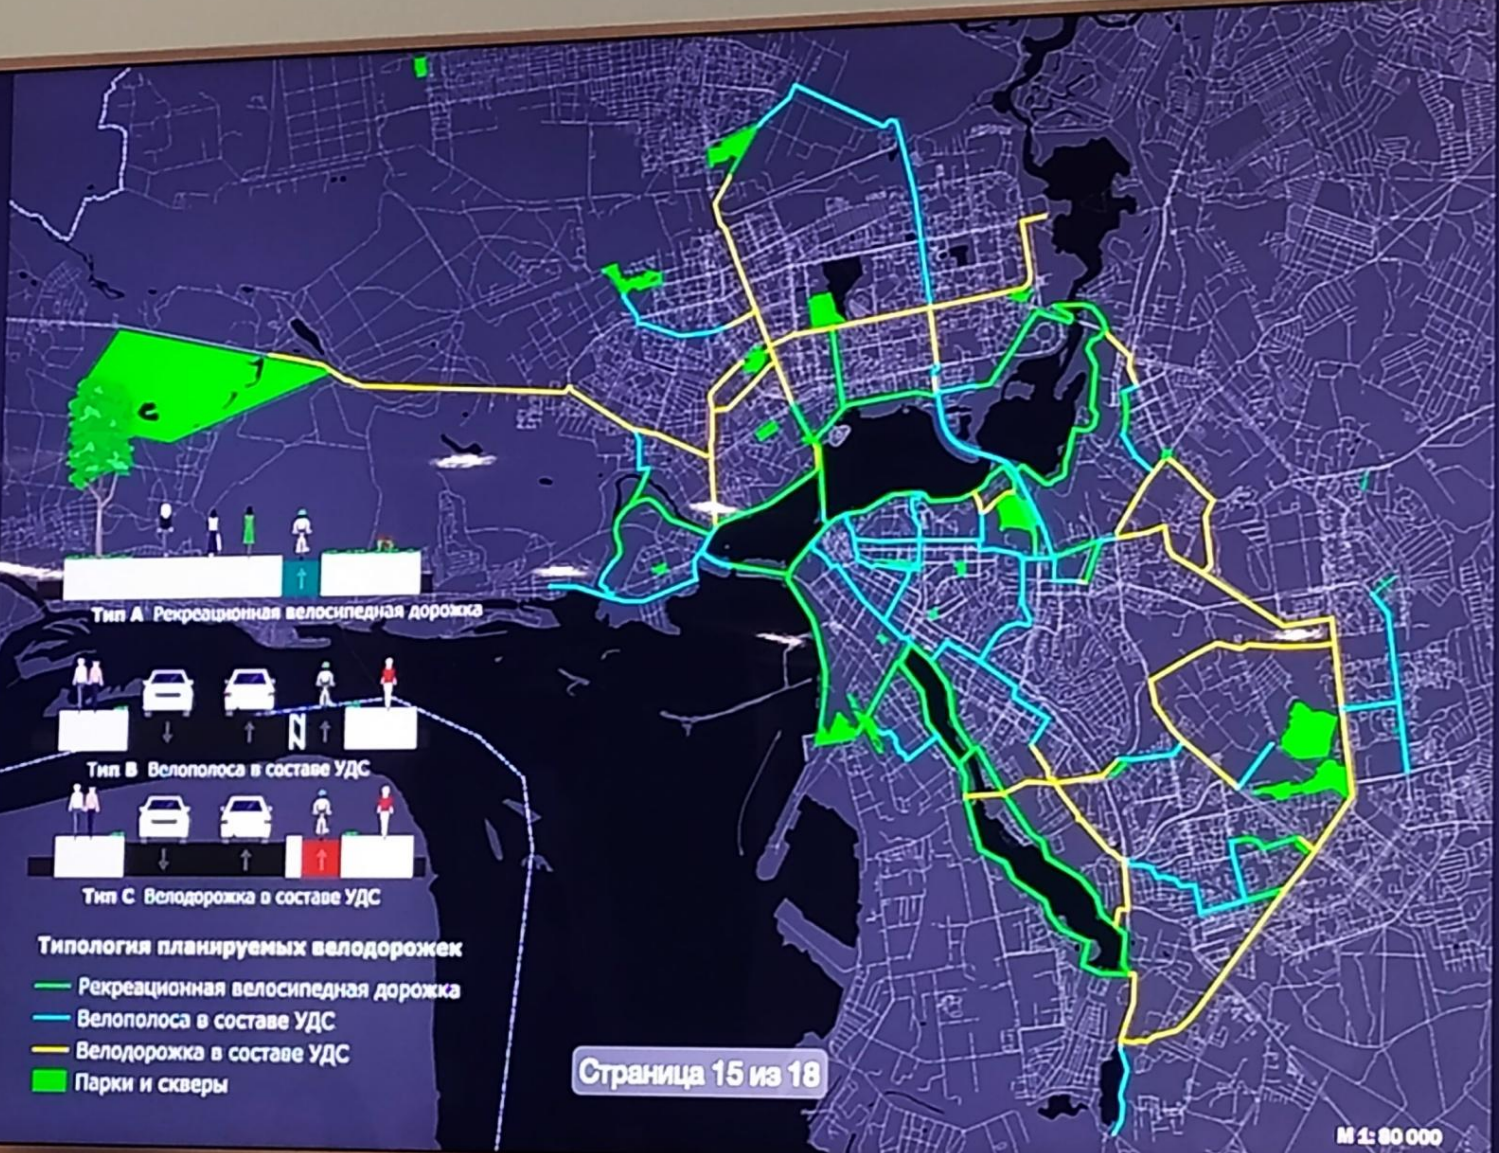 Тип А Рекреационная велосипедная дорожка
Тип В Велополоса в составе УДС
Тип С Велодорожка в составе УДС
Типология планируемых велодорожек
Рекреационная велосипедная дорожка
Велополоса в составе УДС
Велодорожка в составе УДС
Парки и скверы
Страница 15 из 18
М 1: 80 000